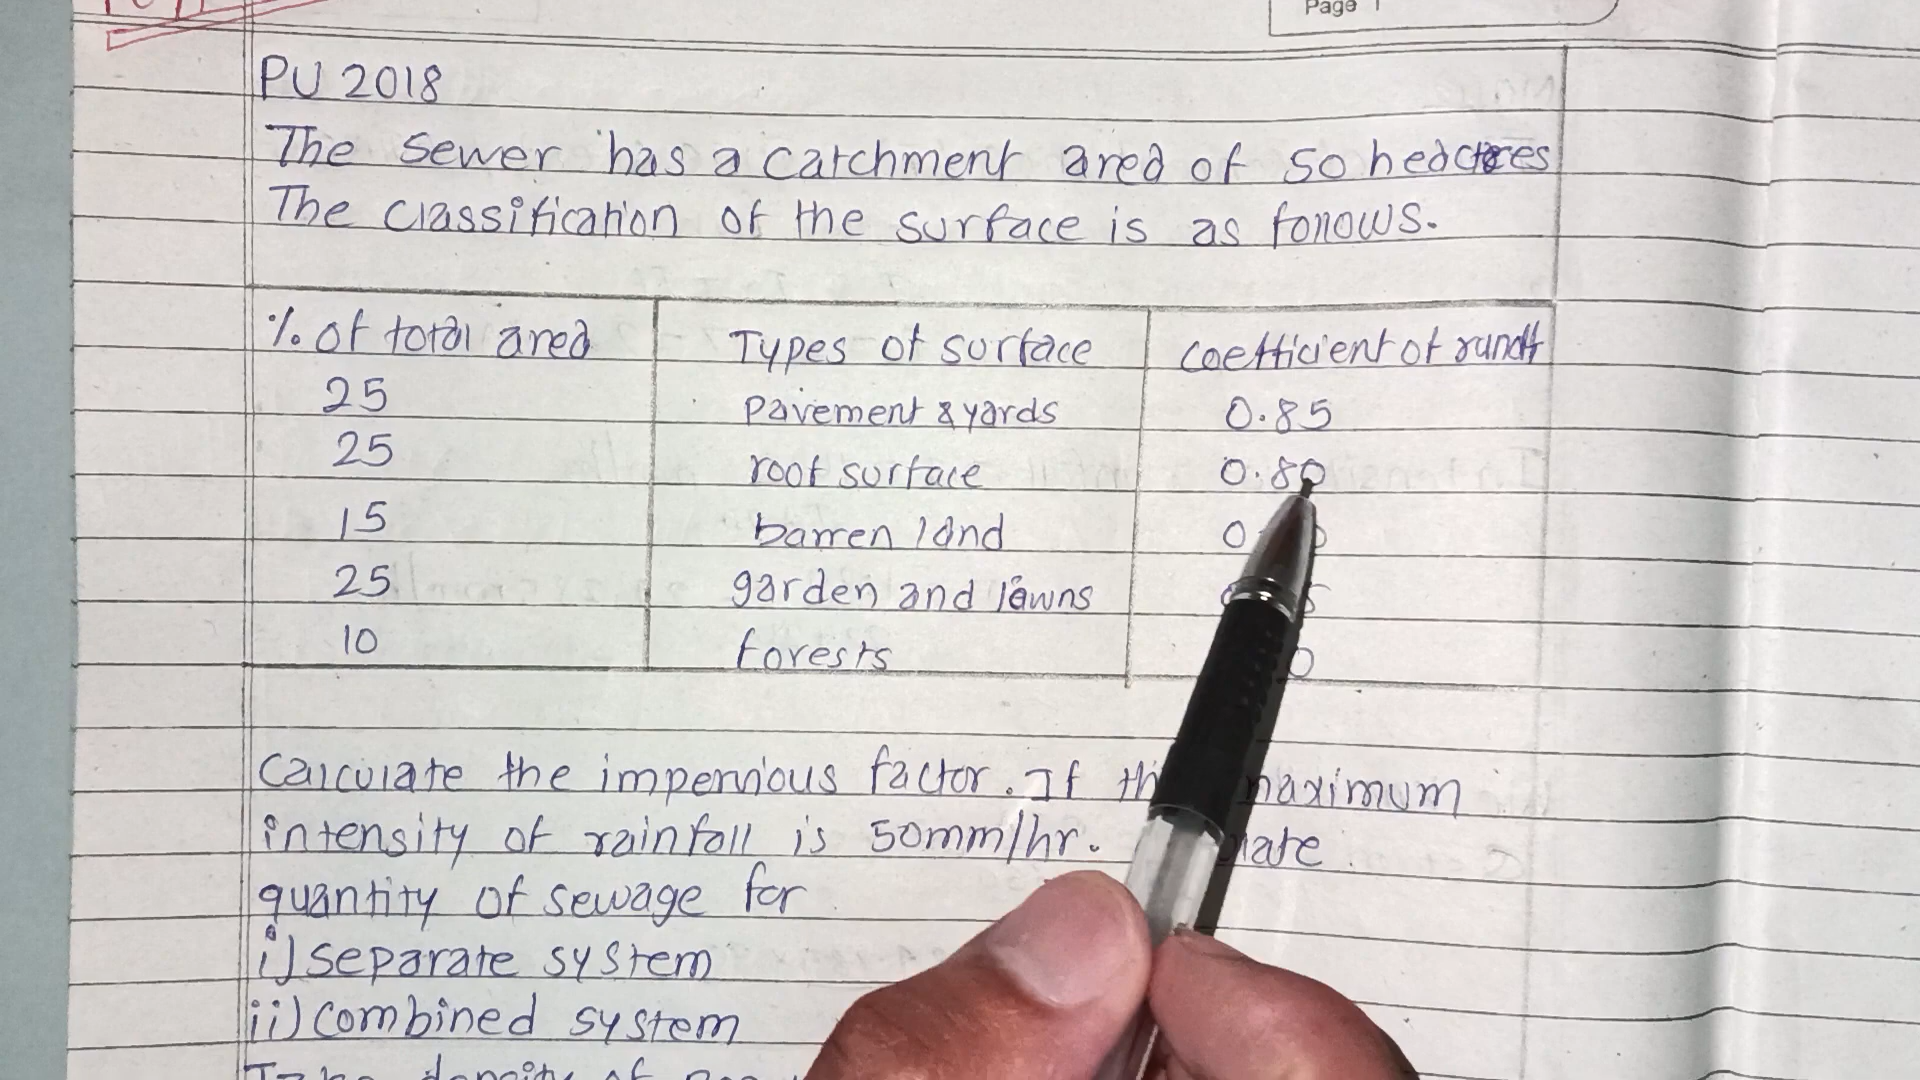 Page 1
PU 2018
The sewer has a catchment area of 50 hedctres
The classification of the surface is as follows.
% of total area Types of surface coefficient of runoff
25 Pavement & yards 0.85
25 roof surface 0.80
15 barren land
25 garden and lawns
10 forests
Calculate the impervious factor. If the maximum
intensity of rainfall is 50mm/hr.
quantity of sewage for
i) separate system
ii) combined system